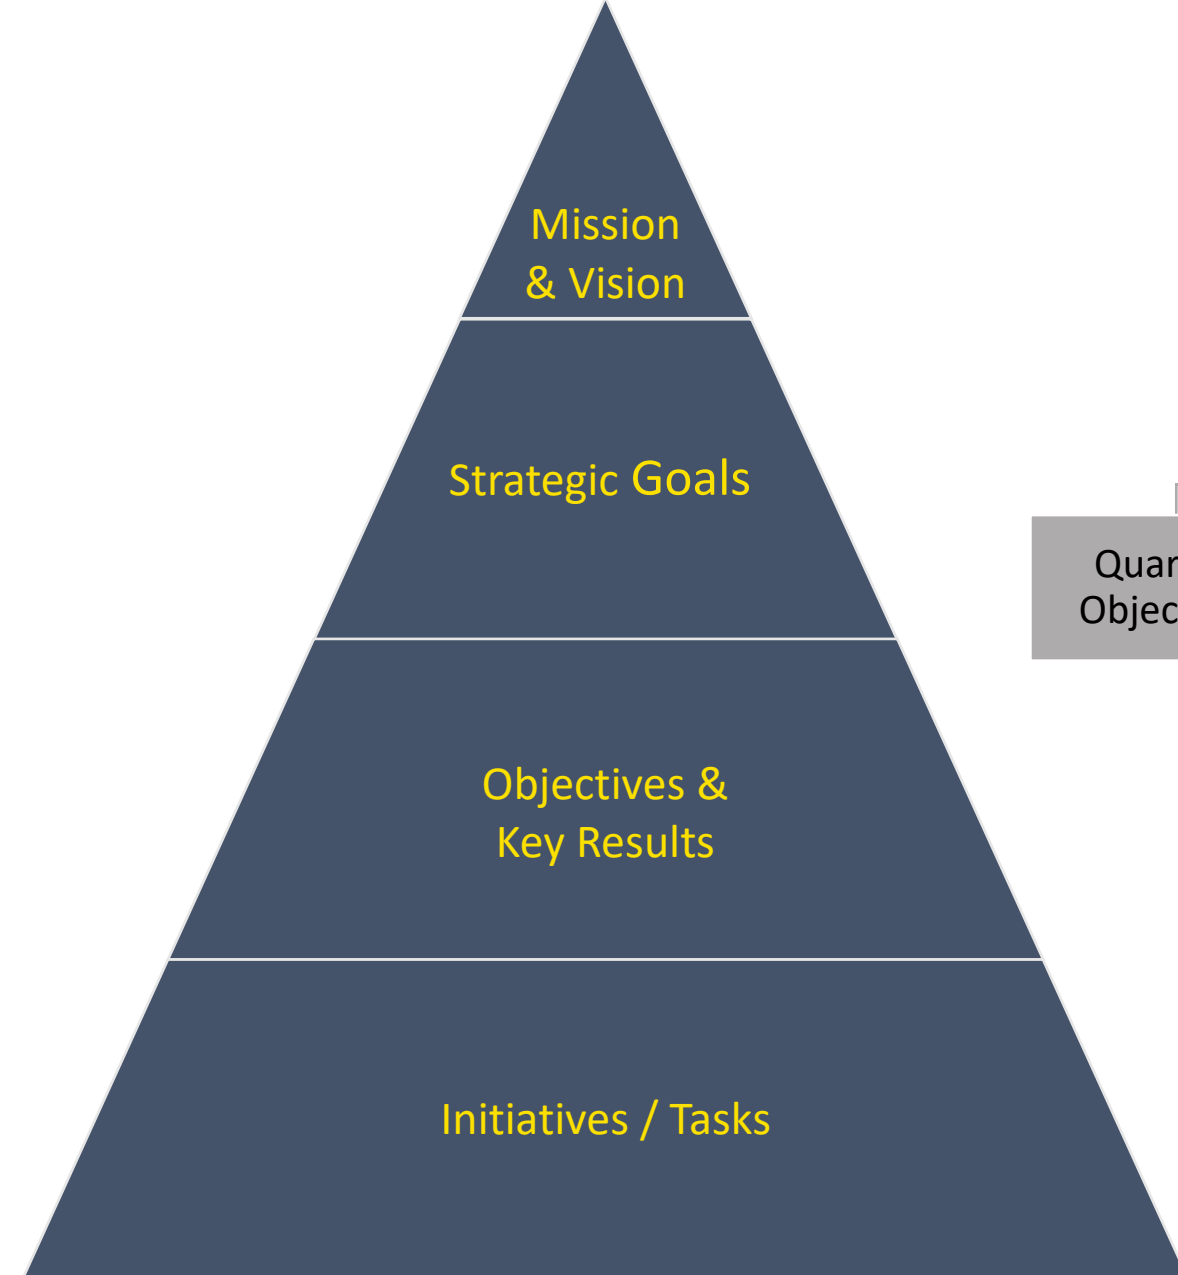 Mission
& Vision
Strategic Goals
Objectives &
Key Results
Initiatives / Tasks